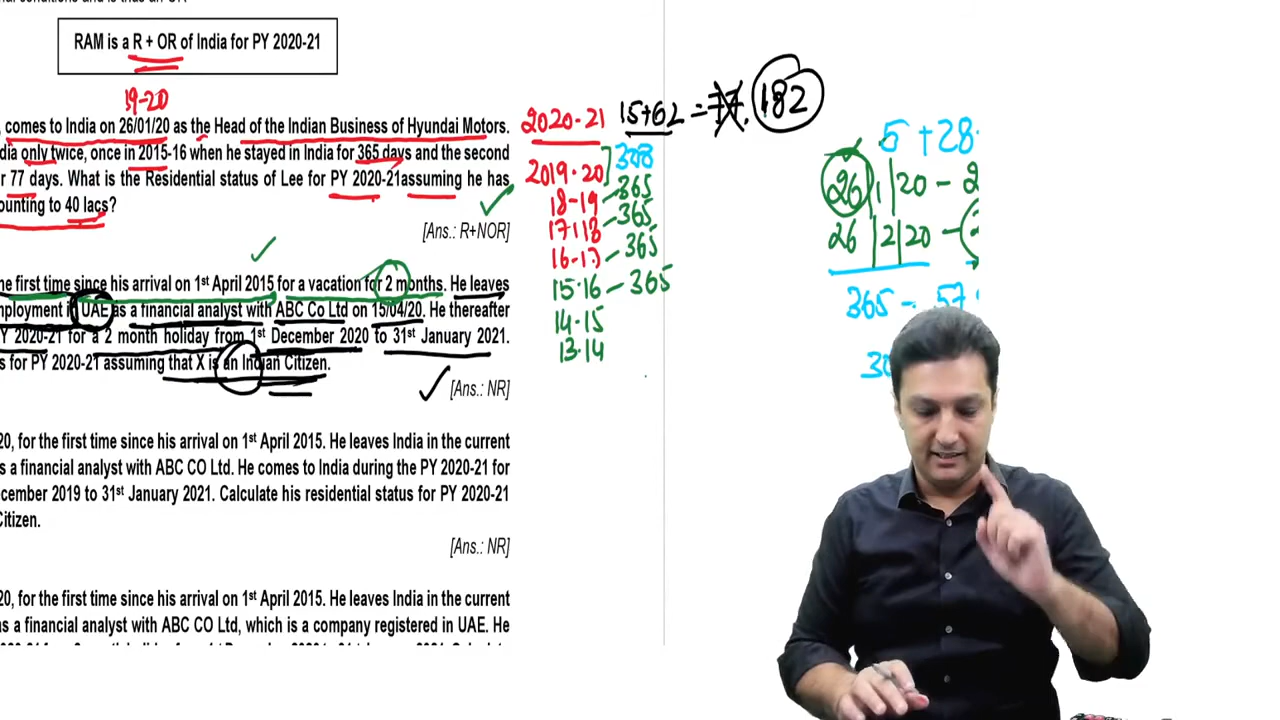 RAM is a R + OR of India for PY 2020-21
19-20
, comes to India on 26/01/20 as the Head of the Indian Business of Hyundai Motors.
dia only twice, once in 2015-16 when he stayed in India for 365 days and the second
r 77 days. What is the Residential status of Lee for PY 2020-21assuming he has
ounting to 40 lacs?
[Ans.: R+NOR]
he first time since his arrival on 1st April 2015 for a vacation for 2 months. He leaves
mployment in UAE as a financial analyst with ABC Co Ltd on 15/04/20. He thereafter
Y 2020-21 for a 2 month holiday from 1st December 2020 to 31st January 2021.
s for PY 2020-21 assuming that X is an Indian Citizen.
[Ans.: NR]
20, for the first time since his arrival on 1st April 2015. He leaves India in the current
s a financial analyst with ABC CO Ltd. He comes to India during the PY 2020-21 for
cember 2019 to 31st January 2021. Calculate his residential status for PY 2020-21
Citizen.
[Ans.: NR]
20, for the first time since his arrival on 1st April 2015. He leaves India in the current
as a financial analyst with ABC CO Ltd, which is a company registered in UAE. He
2020-21 15+62 = 182
2019-20 308
18-19 365
17-18 365
16-17 365
15-16 - 365
14-15
13-14
5 +28
26|1|20 -
26|2|20 -
365 - 57